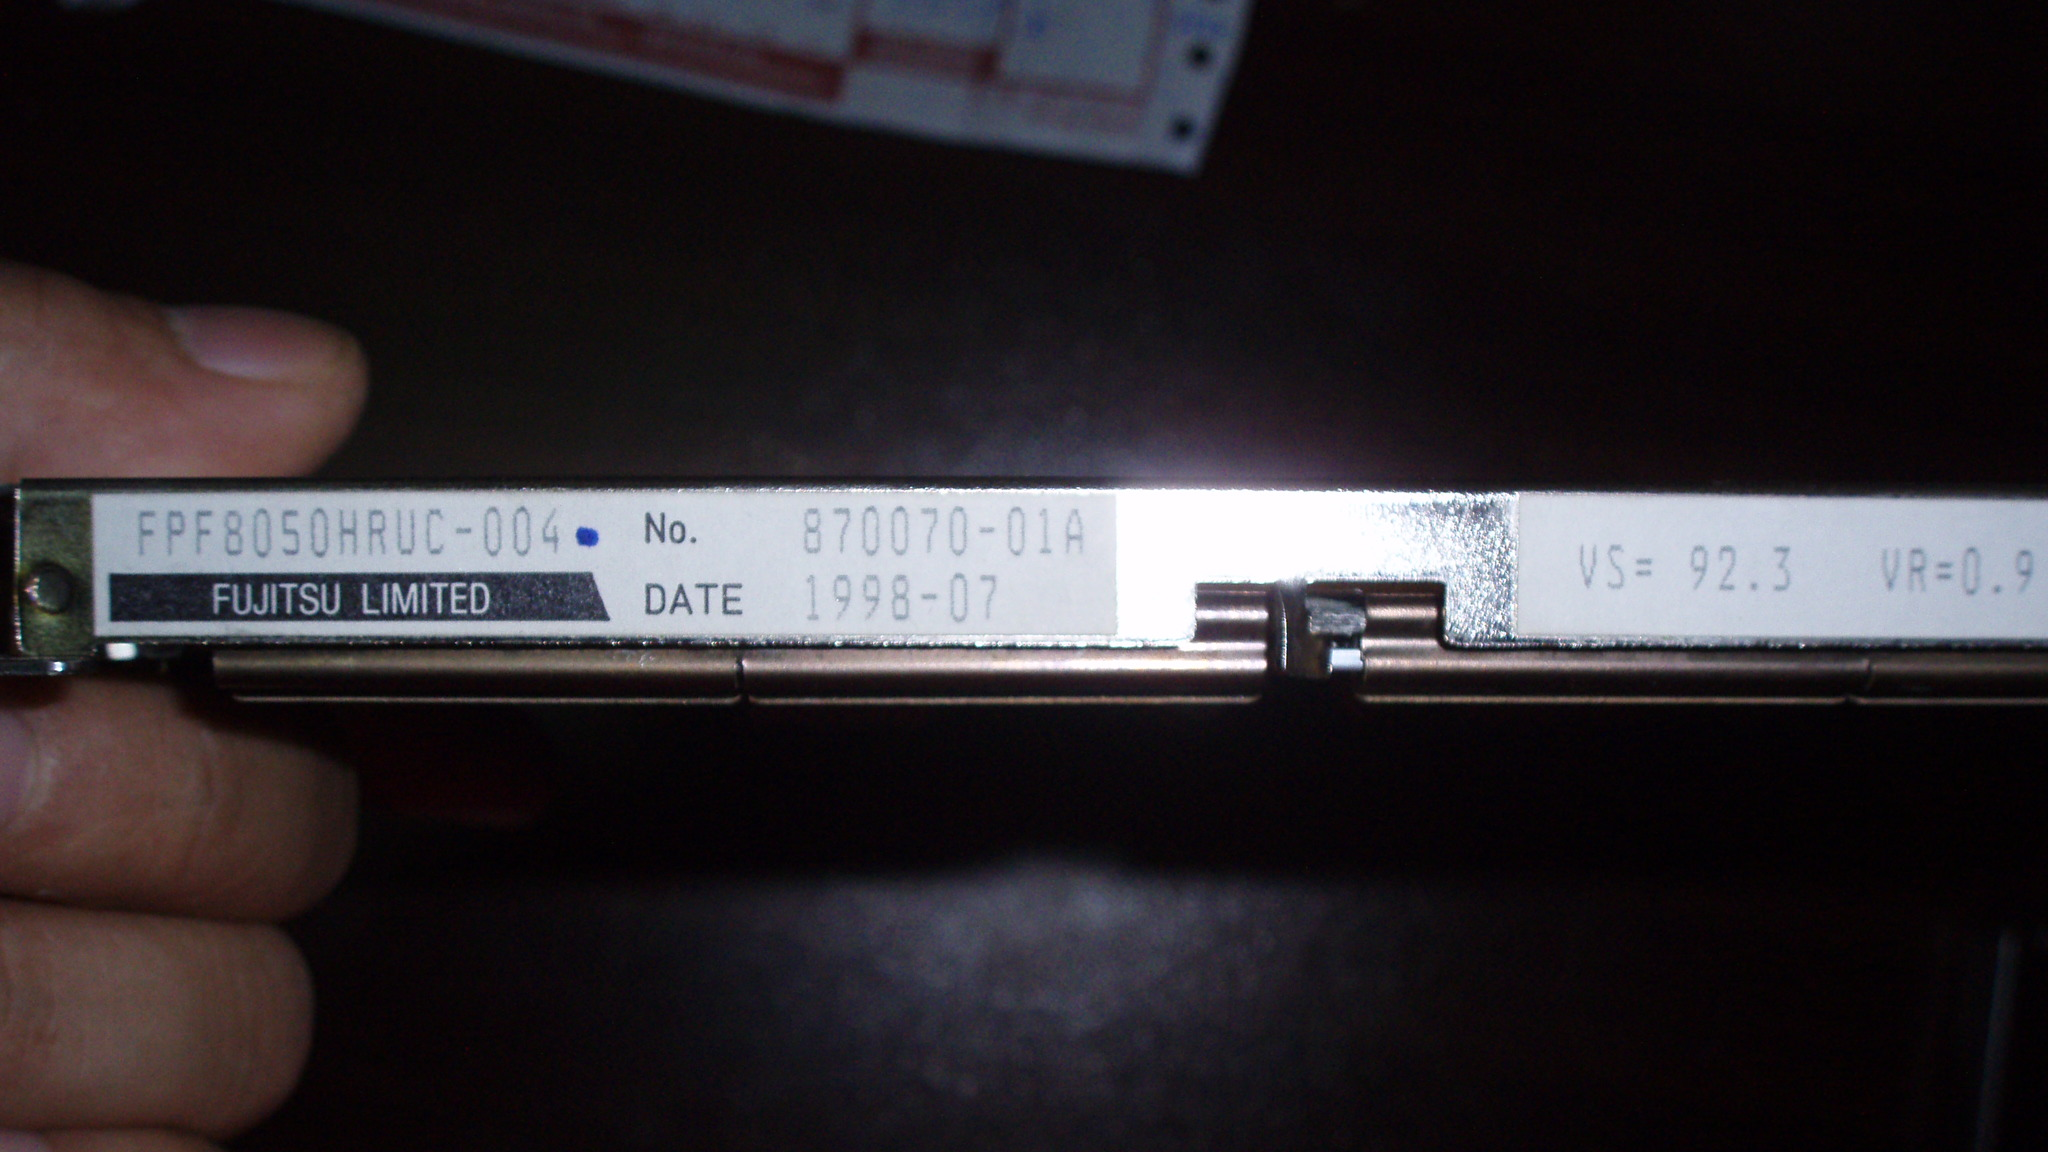 FPF8050HRUC-004 No. 870070-01A
FUJITSU LIMITED DATE 1998-07
VS= 92.3 VR=0.9